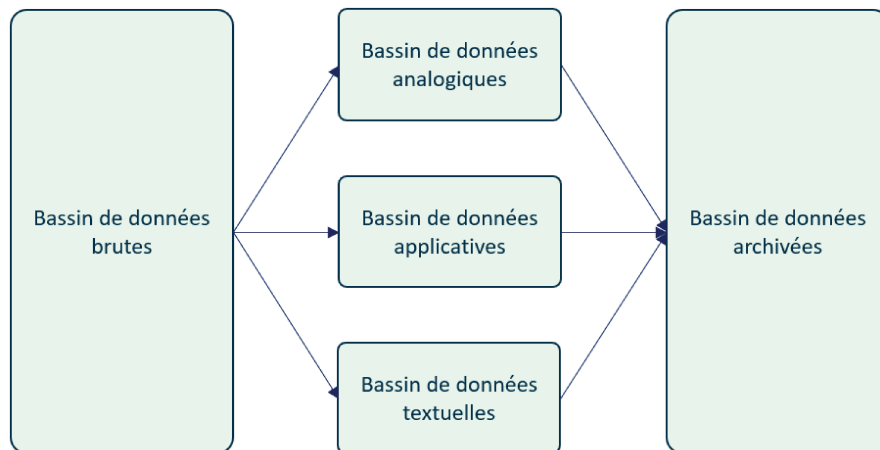 Bassin de données
brutes
Bassin de données
analogiques
Bassin de données
applicatives
Bassin de données
textuelles
Bassin de données
archivées